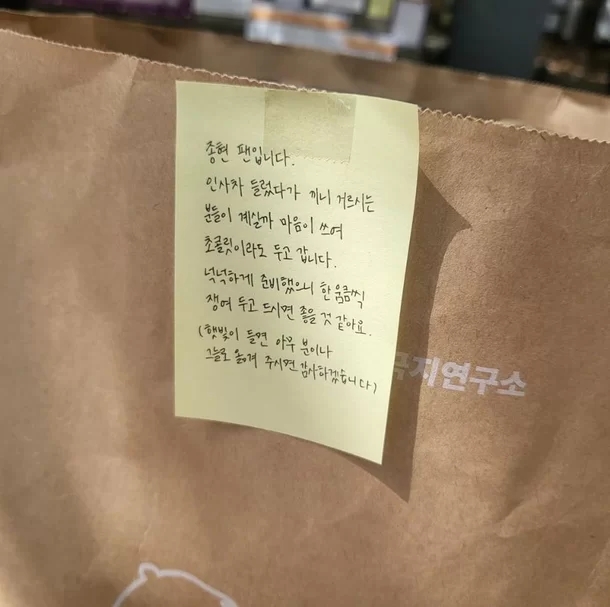 종현 팬입니다.
인사차 들렀다가 끼니 거르시는
분들이 계실까 마음이 쓰여
초콜릿이라도 두고 갑니다.
넉넉하게 준비했으니 한 움큼씩
쟁여 두고 드시면 좋을 것 같아요.
(햇빛이 들면 아무 분이나
그늘로 옮겨 주시면 감사하겠습니다)
극지연구소